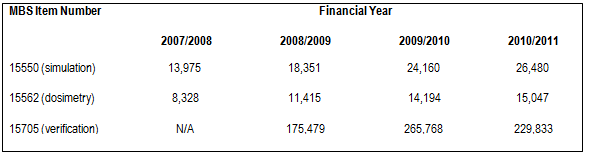 MBS Item Number Financial Year
2007/2008 2008/2009 2009/2010 2010/2011
15550 (simulation) 13,975 18,351 24,160 26,480
15562 (dosimetry) 8,328 11,415 14,194 15,047
15705 (verification) N/A 175,479 265,768 229,833